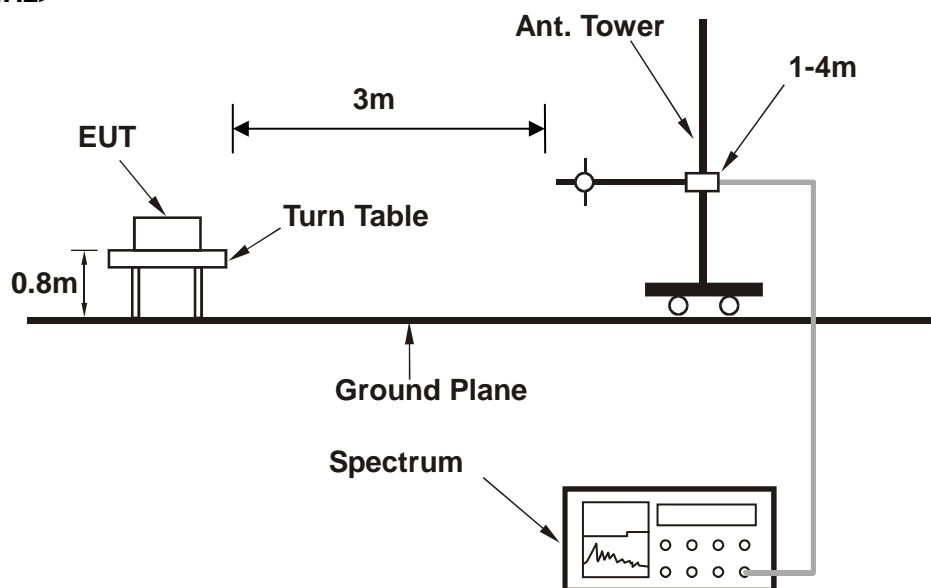 Ant. Tower
1-4m
3m
EUT
Turn Table
0.8m
Ground Plane
Spectrum